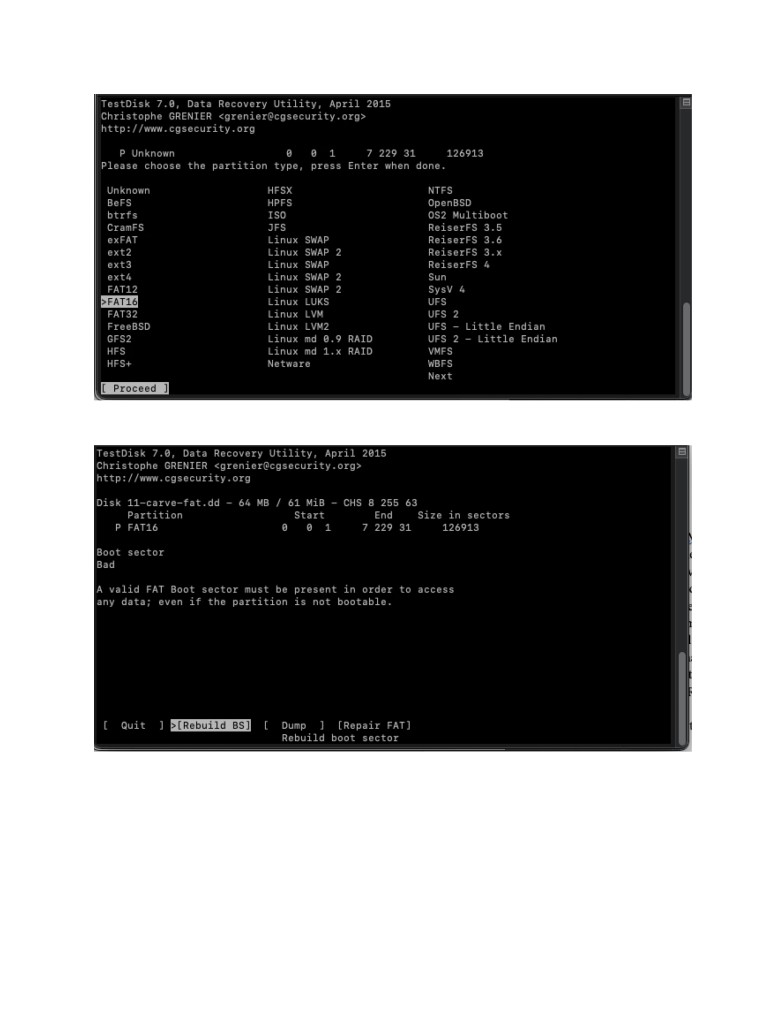 TestDisk 7.0, Data Recovery Utility, April 2015
Christophe GRENIER <grenier@cgsecurity.org>
http://www.cgsecurity.org
P Unknown 0 0 1 7 229 31 126913
Please choose the partition type, press Enter when done.
Unknown HFSX NTFS
BeFS HPFS OpenBSD
btrfs ISO OS2 Multiboot
CramFS JFS ReiserFS 3.5
exFAT Linux SWAP ReiserFS 3.6
ext2 Linux SWAP 2 ReiserFS 3.x
ext3 Linux SWAP ReiserFS 4
ext4 Linux SWAP 2 Sun
FAT12 Linux SWAP 2 SysV 4
>FAT16 Linux LUKS UFS
FAT32 Linux LVM UFS 2
FreeBSD Linux LVM2 UFS - Little Endian
GFS2 Linux md 0.9 RAID UFS 2 - Little Endian
HFS Linux md 1.x RAID VMFS
HFS+ Netware WBFS
Next
[ Proceed ]
TestDisk 7.0, Data Recovery Utility, April 2015
Christophe GRENIER <grenier@cgsecurity.org>
http://www.cgsecurity.org
Disk 11-carve-fat.dd - 64 MB / 61 MiB - CHS 8 255 63
Partition Start End Size in sectors
P FAT16 0 0 1 7 229 31 126913
Boot sector
Bad
A valid FAT Boot sector must be present in order to access
any data; even if the partition is not bootable.
[ Quit ] >[Rebuild BS] [ Dump ] [Repair FAT]
Rebuild boot sector